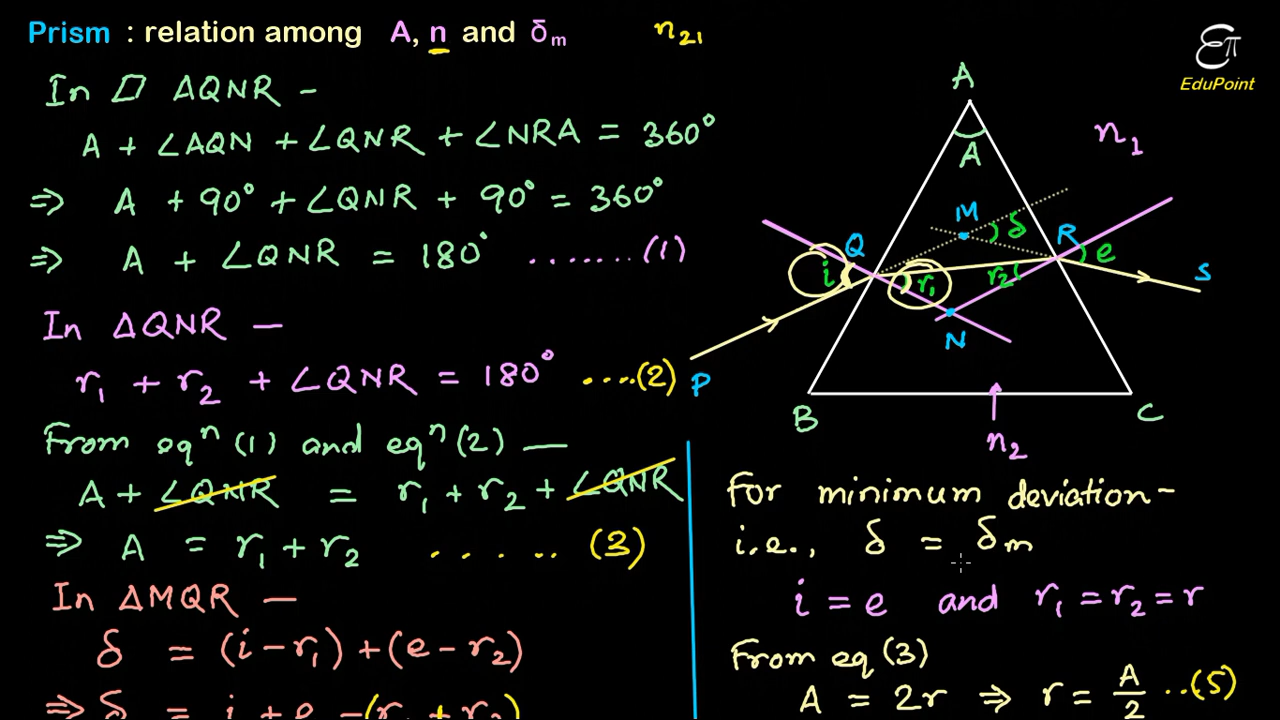 Prism : relation among A, n and δm
n21
In ▱ AQNR -
A + ∠AQN + ∠QNR + ∠NRA = 360°
⇒ A + 90° + ∠QNR + 90° = 360°
⇒ A + ∠QNR = 180° .......(1)
In ΔQNR —
r1 + r2 + ∠QNR = 180° ....(2)
From eqn (1) and eqn (2) —
A + ∠QNR = r1 + r2 + ∠QNR
⇒ A = r1 + r2 ..... (3)
In ΔMQR —
δ = (i - r1) + (e - r2)
⇒ δ = i + e - (r1 + r2)
επ
EduPoint
A
n1
A
M
δ
Q
R
e
i
r1
r2
S
N
P
B
C
n2
For minimum deviation -
i.e., δ = δm
i = e and r1 = r2 = r
From eq (3)
A = 2r ⇒ r = A/2 ..(5)